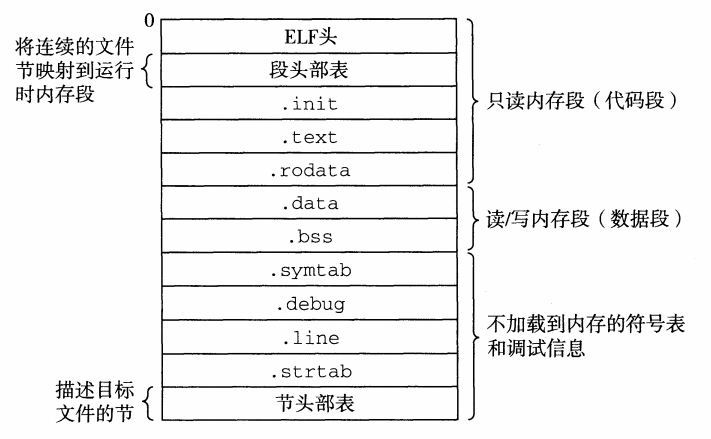 0
将连续的文件
节映射到运行
时内存段
ELF头
段头部表
.init
.text
.rodata
只读内存段（代码段）
.data
.bss
读/写内存段（数据段）
.symtab
.debug
.line
.strtab
不加载到内存的符号表
和调试信息
描述目标
文件的节
节头部表